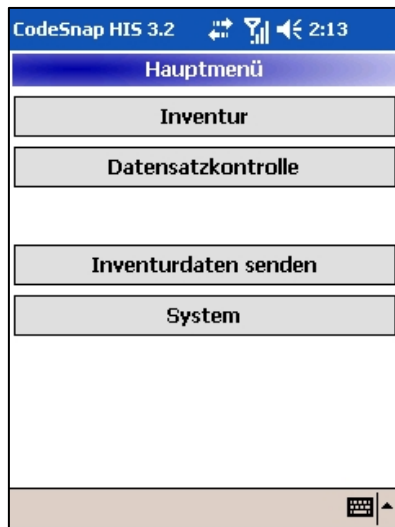 CodeSnap HIS 3.2 2:13
Hauptmenü
Inventur
Datensatzkontrolle
Inventurdaten senden
System